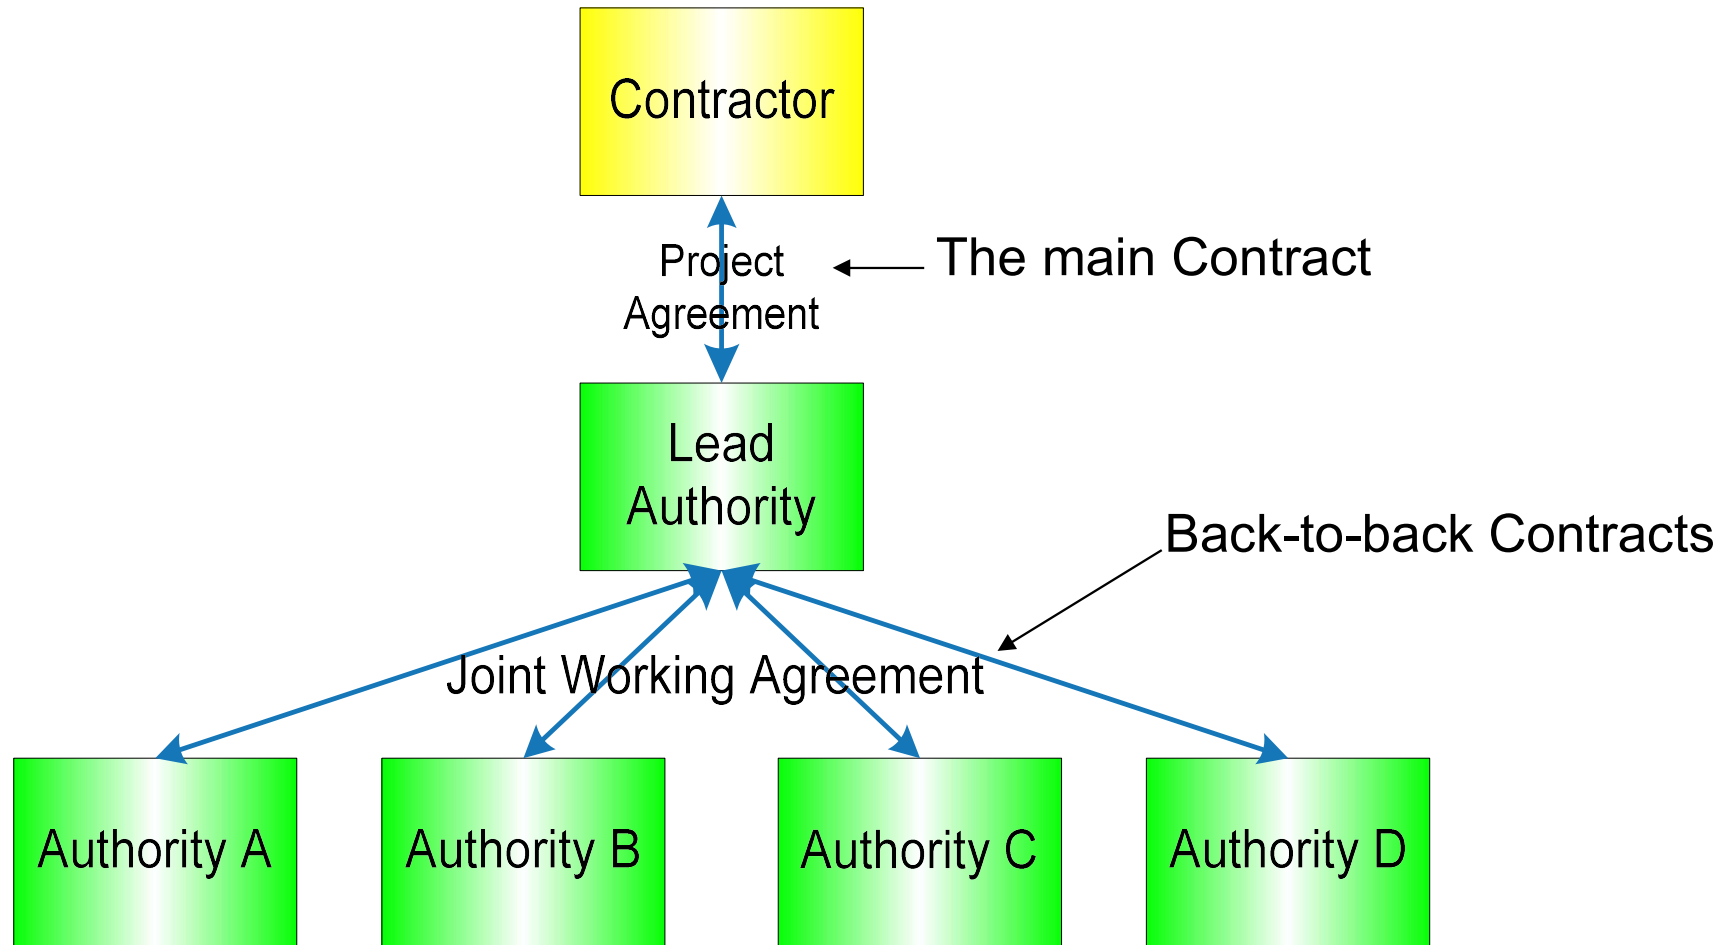 Contractor
Project
Agreement
The main Contract
Lead
Authority
Back-to-back Contracts
Joint Working Agreement
Authority A
Authority B
Authority C
Authority D